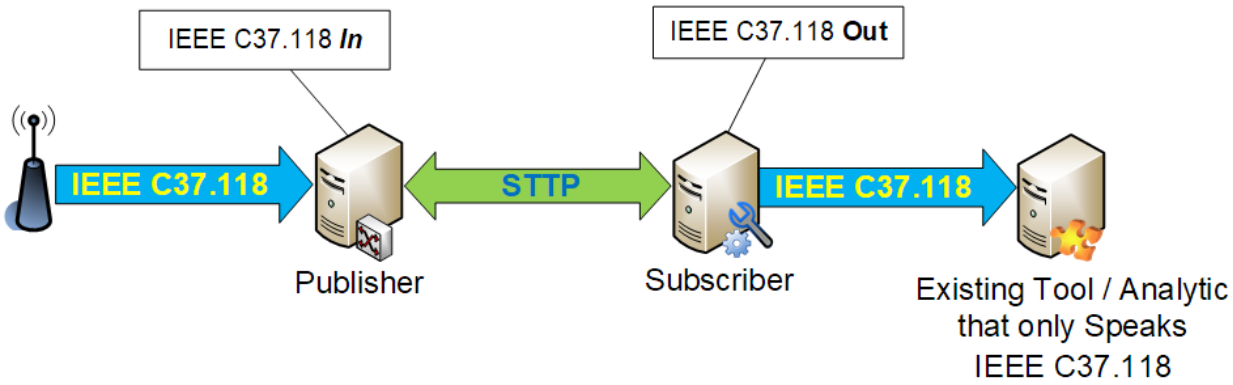 IEEE C37.118 In
IEEE C37.118 Out
IEEE C37.118
STTP
IEEE C37.118
Publisher
Subscriber
Existing Tool / Analytic
that only Speaks
IEEE C37.118